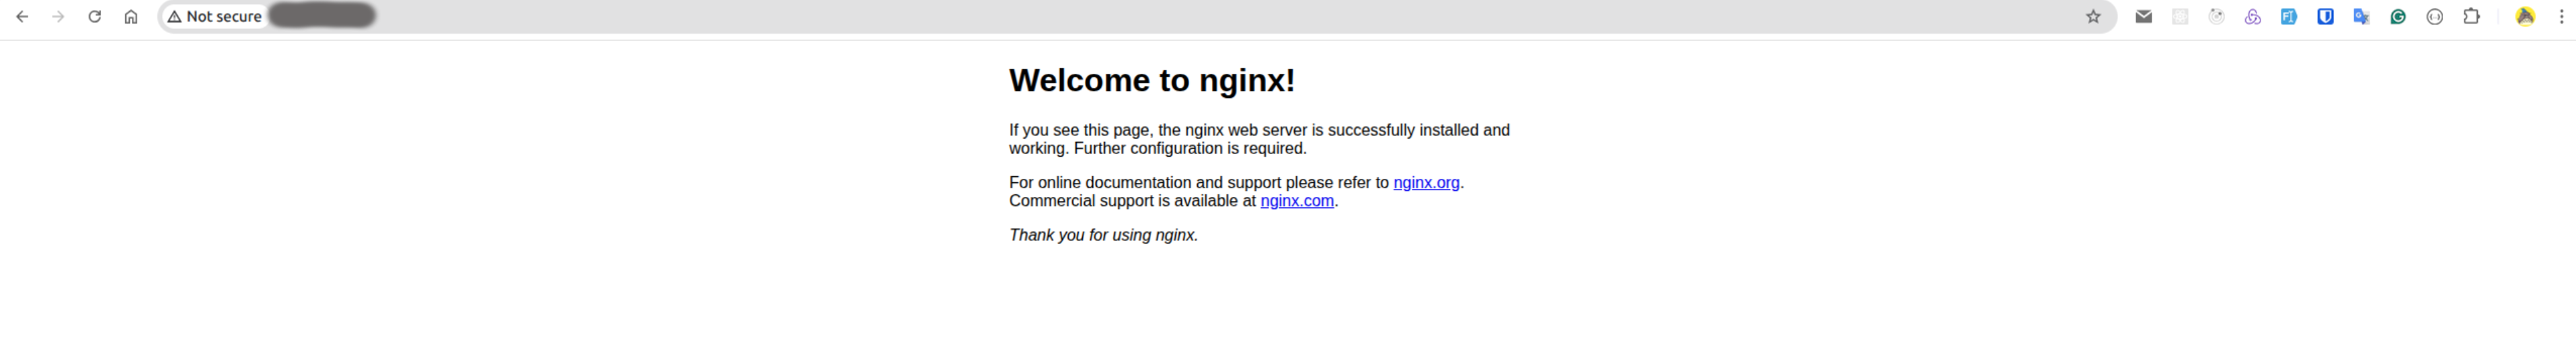 Not secure
Welcome to nginx!
If you see this page, the nginx web server is successfully installed and
working. Further configuration is required.
For online documentation and support please refer to nginx.org.
Commercial support is available at nginx.com.
Thank you for using nginx.